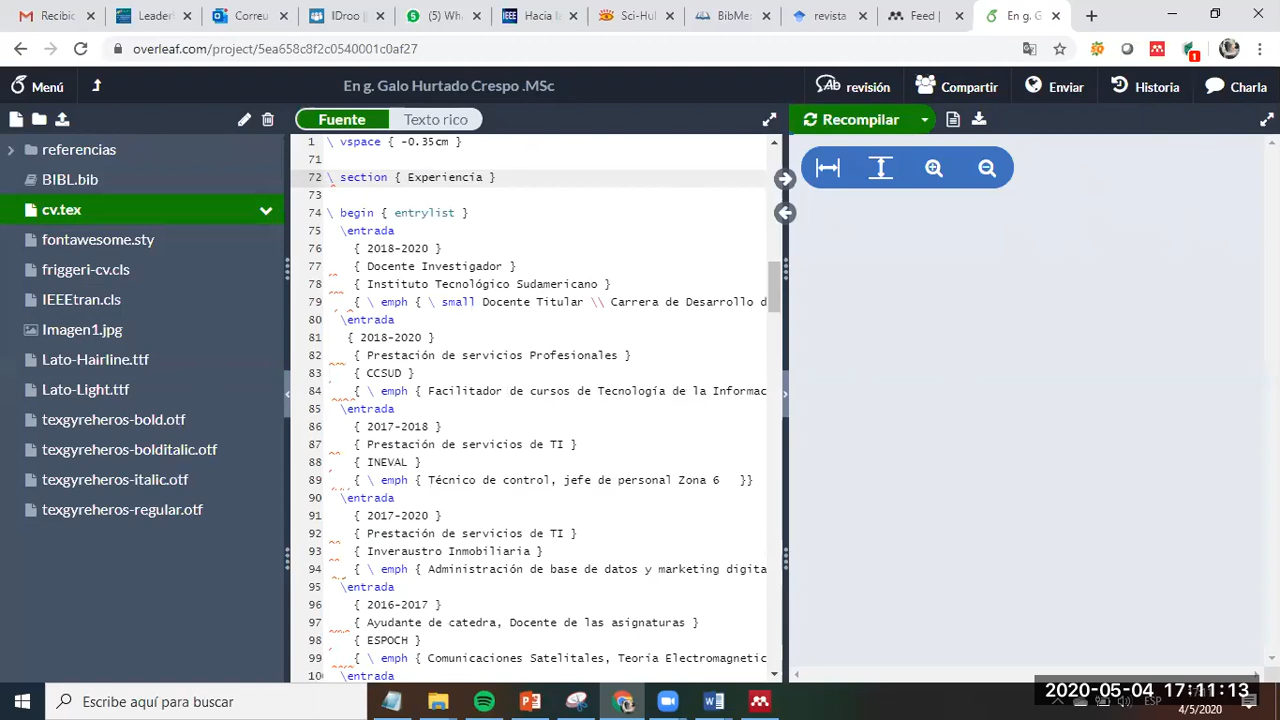 Recibid
Leader
Correo
IDroo |
(5) Wh
Hacia l
Sci-Hu
BibMe
revista
Feed |
En g. G
overleaf.com/project/5ea658c8f2c0540001c0af27
1
Menú
En g. Galo Hurtado Crespo .MSc
Ab revisión
Compartir
Enviar
Historia
Charla
Fuente
Texto rico
Recompilar
referencias
BIBL.bib
cv.tex
fontawesome.sty
friggeri-cv.cls
IEEEtran.cls
Imagen1.jpg
Lato-Hairline.ttf
Lato-Light.ttf
texgyreheros-bold.otf
texgyreheros-bolditalic.otf
texgyreheros-italic.otf
texgyreheros-regular.otf
1 \ vspace { -0.35cm }
71
72 \ section { Experiencia }
73
74 \ begin { entrylist }
75 \entrada
76 { 2018-2020 }
77 { Docente Investigador }
78 { Instituto Tecnológico Sudamericano }
79 { \ emph { \ small Docente Titular \\ Carrera de Desarrollo d
80 \entrada
81 { 2018-2020 }
82 { Prestación de servicios Profesionales }
83 { CCSUD }
84 { \ emph { Facilitador de cursos de Tecnología de la Informac
85 \entrada
86 { 2017-2018 }
87 { Prestación de servicios de TI }
88 { INEVAL }
89 { \ emph { Técnico de control, jefe de personal Zona 6 }}
90 \entrada
91 { 2017-2020 }
92 { Prestación de servicios de TI }
93 { Inveraustro Inmobiliaria }
94 { \ emph { Administración de base de datos y marketing digita
95 \entrada
96 { 2016-2017 }
97 { Ayudante de catedra, Docente de las asignaturas }
98 { ESPOCH }
99 { \ emph { Comunicaciones Satelitales, Teoría Electromagnetic
10 \entrada
Escribe aquí para buscar
2020-05-04 17:11:13
ESP
4/5/2020